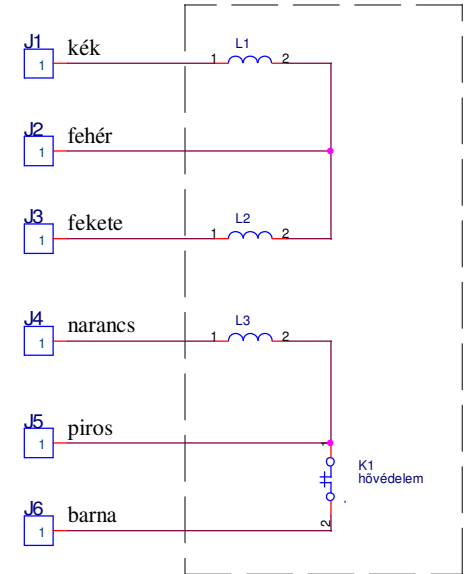 J1
1
kék
1
L1
2
J2
1
fehér
J3
1
fekete
1
L2
2
J4
1
narancs
1
L3
2
J5
1
piros
1
K1
hővédelem
J6
1
barna
2